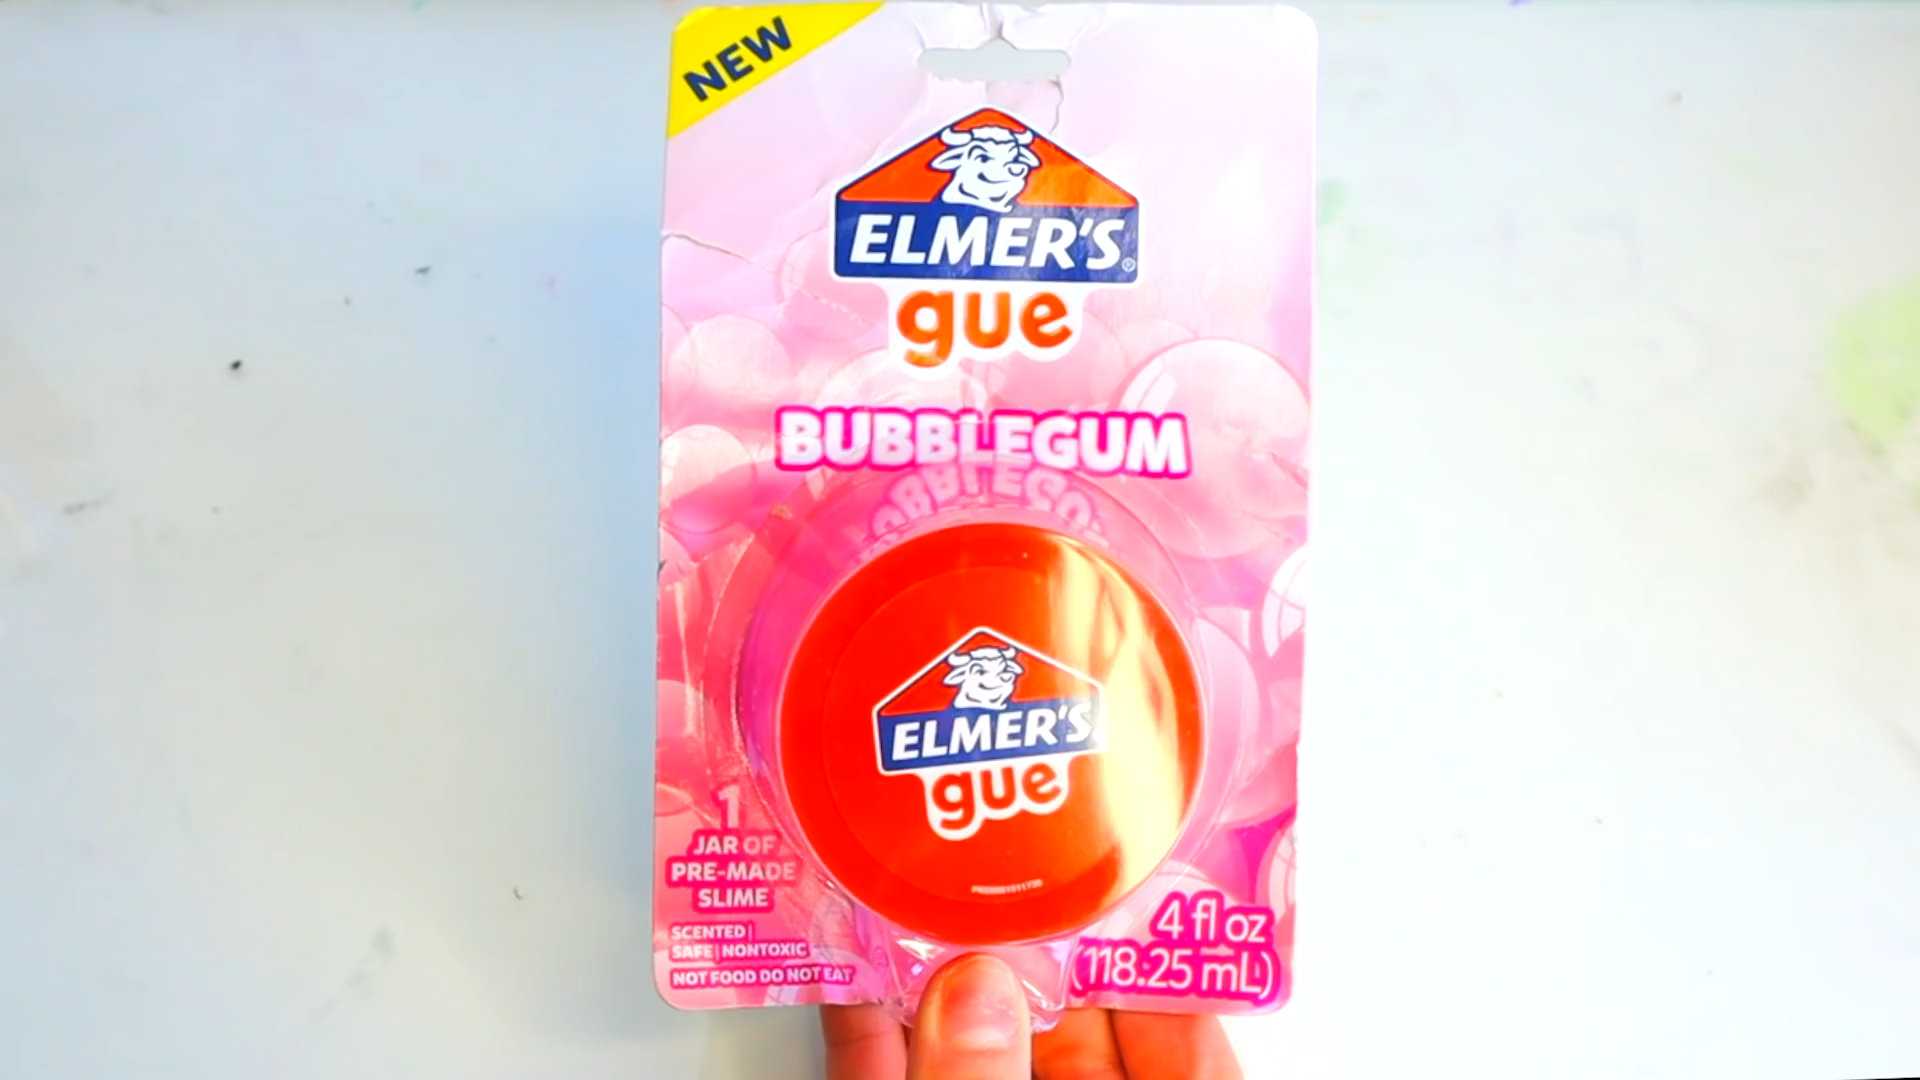 NEW
ELMER'S®
gue
BUBBLEGUM
ELMER'S
gue
1
JAR OF
PRE-MADE
SLIME
SCENTED |
SAFE | NONTOXIC
NOT FOOD DO NOT EAT
4 fl oz
(118.25 mL)